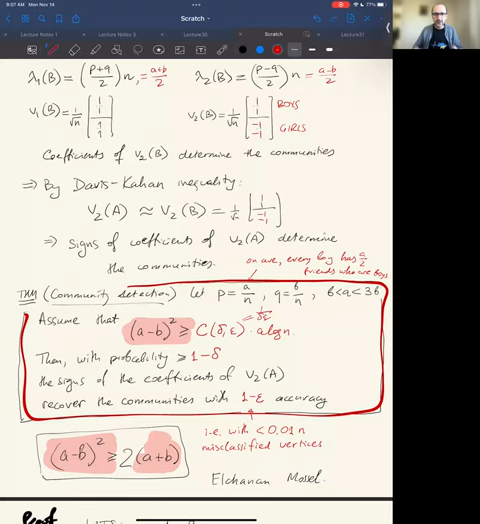 9:07 AM Mon Nov 14
77%
Scratch
Lecture Notes 1
Lecture Notes 3
Lecture30
Scratch
Lecture31
λ₁(B) = (p+q/2) n, = a+b/2
λ₂(B) = (p-q/2) n = a-b/2
v₁(B) = 1/√n [1 1 1 1]
v₂(B) = 1/√n [1 1 -1 -1] BOYS GIRLS
Coefficients of v₂(B) determine the communities
⇒ By Davis-Kahan inequality:
V₂(A) ≈ V₂(B) = 1/√n [1 -1]
⇒ Signs of coefficients of V₂(A) determine
the communities.
on ave, every boy has a/2
friends who are boys
THM (Community detection) Let p = a/n, q = b/n, b<a<3b
Assume that (a-b)² ≥ C(δ,ε) · a log n
= 1/δε
Then, with probability ≥ 1-δ
the signs of the coefficients of V₂(A)
recover the communities with 1-ε accuracy
i.e. with < 0.01 n
misclassified vertices
(a-b)² ≥ 2(a+b)
Elchanan Mossel.